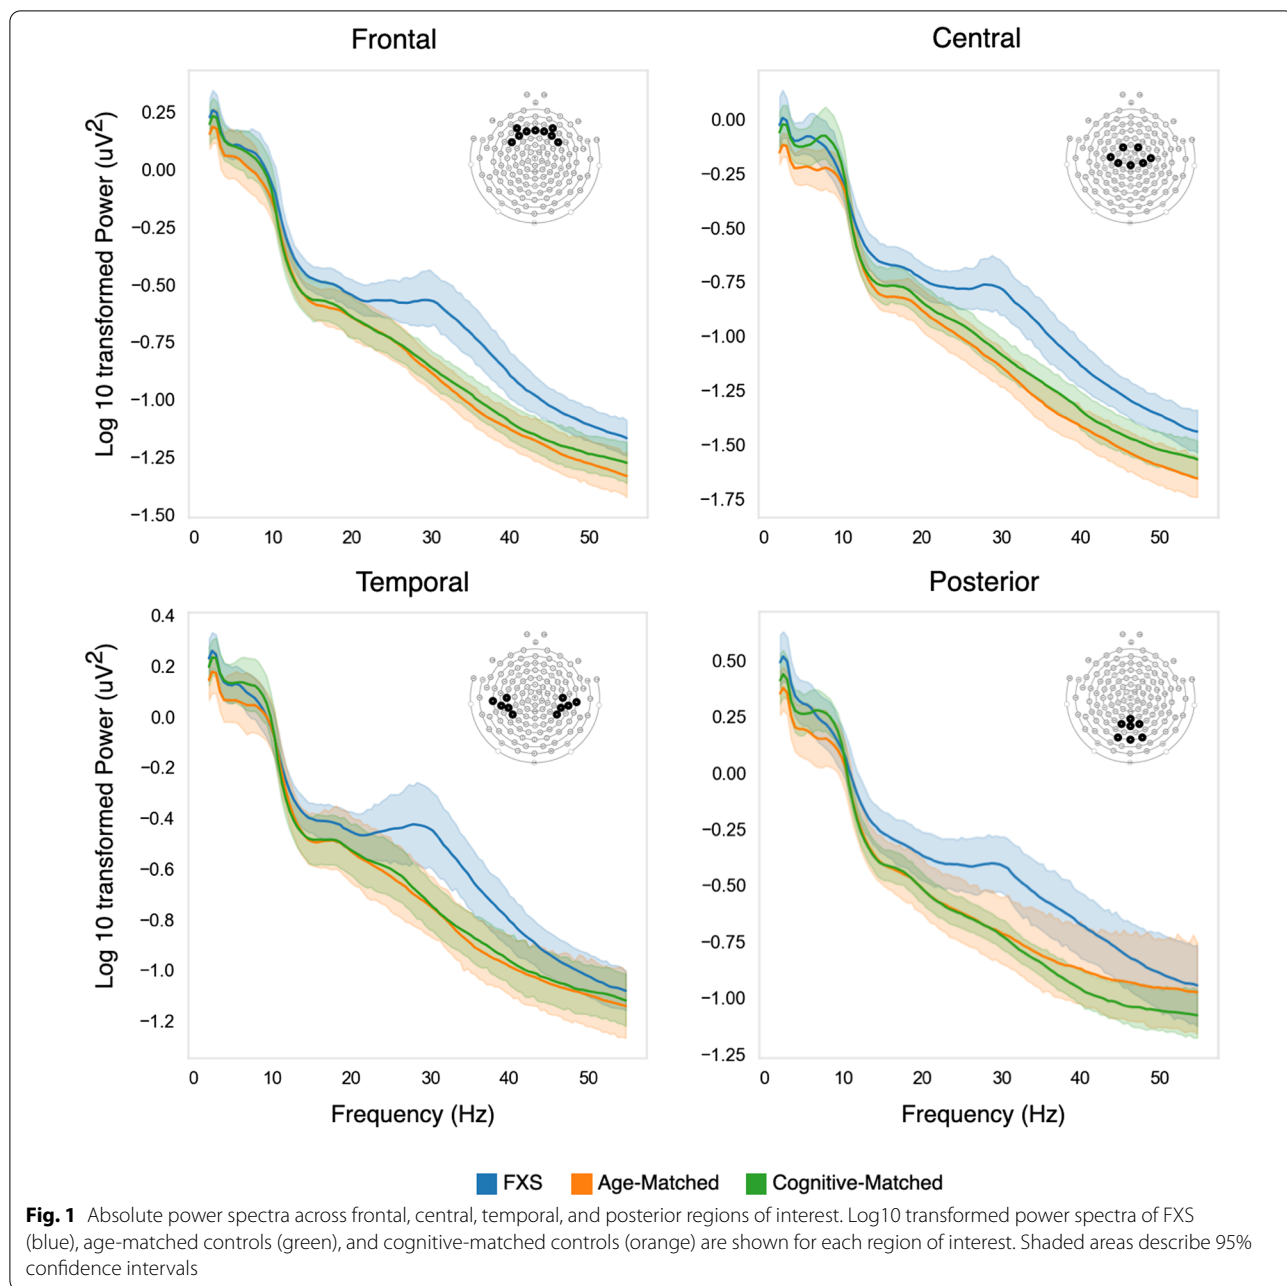 Frontal
Central
Log 10 transformed Power (uV²)
0.25
0.00
−0.25
−0.50
−0.75
−1.00
−1.25
−1.50
0 10 20 30 40 50
0.00
−0.25
−0.50
−0.75
−1.00
−1.25
−1.50
−1.75
0 10 20 30 40 50
Temporal
Posterior
Log 10 transformed Power (uV²)
0.4
0.2
0.0
−0.2
−0.4
−0.6
−0.8
−1.0
−1.2
0 10 20 30 40 50
Frequency (Hz)
0.50
0.25
0.00
−0.25
−0.50
−0.75
−1.00
−1.25
0 10 20 30 40 50
Frequency (Hz)
FXS Age-Matched Cognitive-Matched
Fig. 1 Absolute power spectra across frontal, central, temporal, and posterior regions of interest. Log10 transformed power spectra of FXS
(blue), age-matched controls (green), and cognitive-matched controls (orange) are shown for each region of interest. Shaded areas describe 95%
confidence intervals